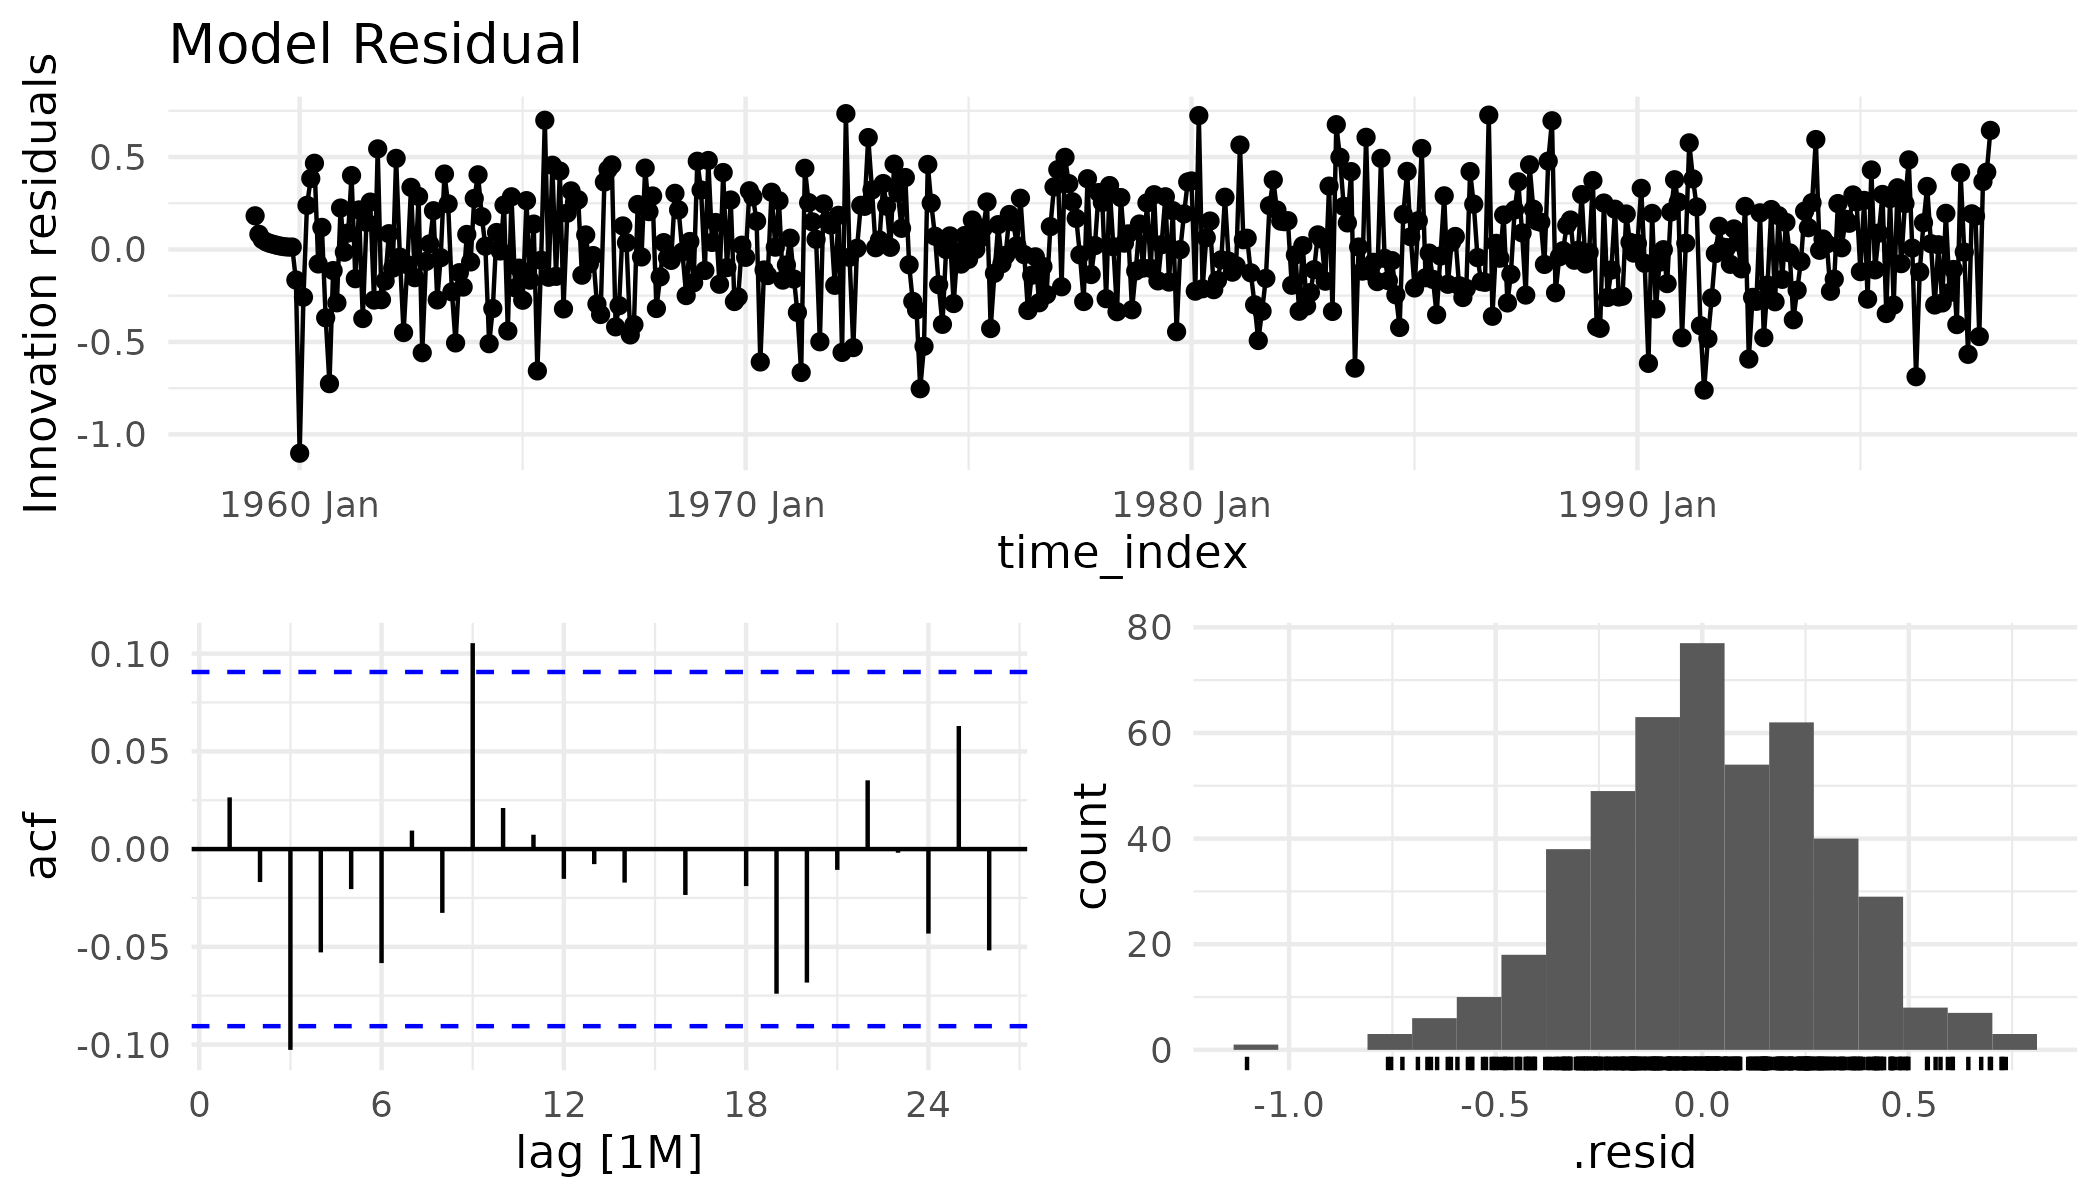 Model Residual
Innovation residuals
0.5
0.0
-0.5
-1.0
1960 Jan
1970 Jan
1980 Jan
1990 Jan
time_index
acf
0.10
0.05
0.00
-0.05
-0.10
0
6
12
18
24
lag [1M]
count
80
60
40
20
0
-1.0
-0.5
0.0
0.5
.resid